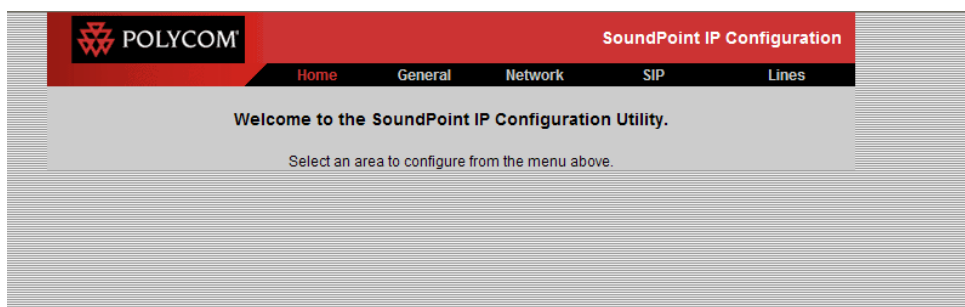 POLYCOM®
SoundPoint IP Configuration
Home General Network SIP Lines
Welcome to the SoundPoint IP Configuration Utility.
Select an area to configure from the menu above.